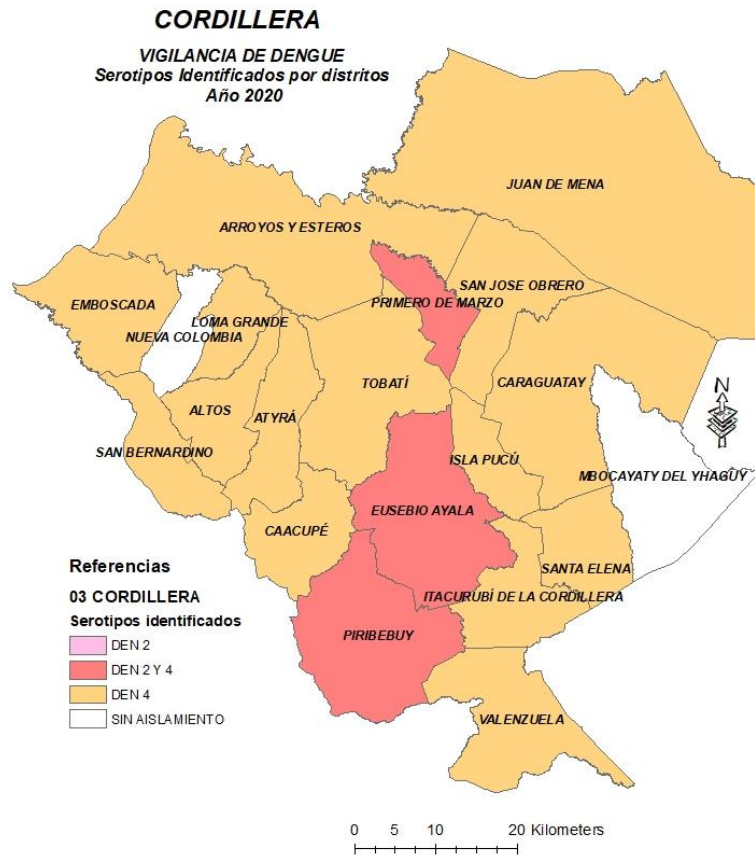 CORDILLERA
VIGILANCIA DE DENGUE
Serotipos Identificados por distritos
Año 2020
JUAN DE MENA
ARROYOS Y ESTEROS
SAN JOSE OBRERO
EMBOSCADA
PRIMERO DE MARZO
LOMA GRANDE
NUEVA COLOMBIA
TOBATÍ
CARAGUATAY
N
ALTOS
ATYRÁ
SAN BERNARDINO
ISLA PUCÚ
MBOCAYATY DEL YHAGÜY
EUSEBIO AYALA
CAACUPÉ
SANTA ELENA
ITACURUBÍ DE LA CORDILLERA
PIRIBEBUY
VALENZUELA
Referencias
03 CORDILLERA
Serotipos identificados
DEN 2
DEN 2 Y 4
DEN 4
SIN AISLAMIENTO
0 5 10 20 Kilometers